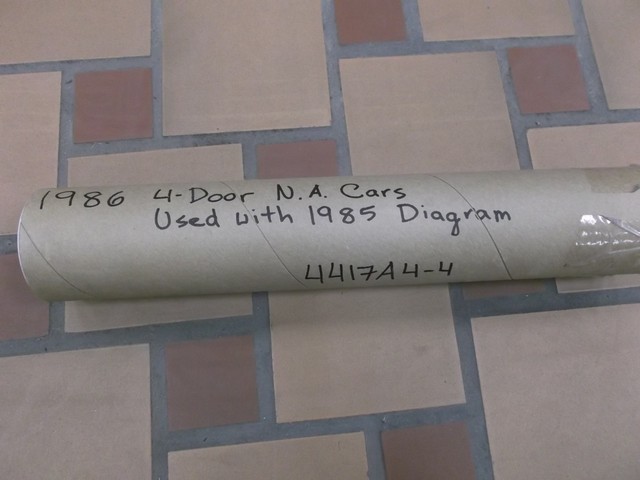 1986 4-Door N.A. Cars
Used with 1985 Diagram
4417A4-4